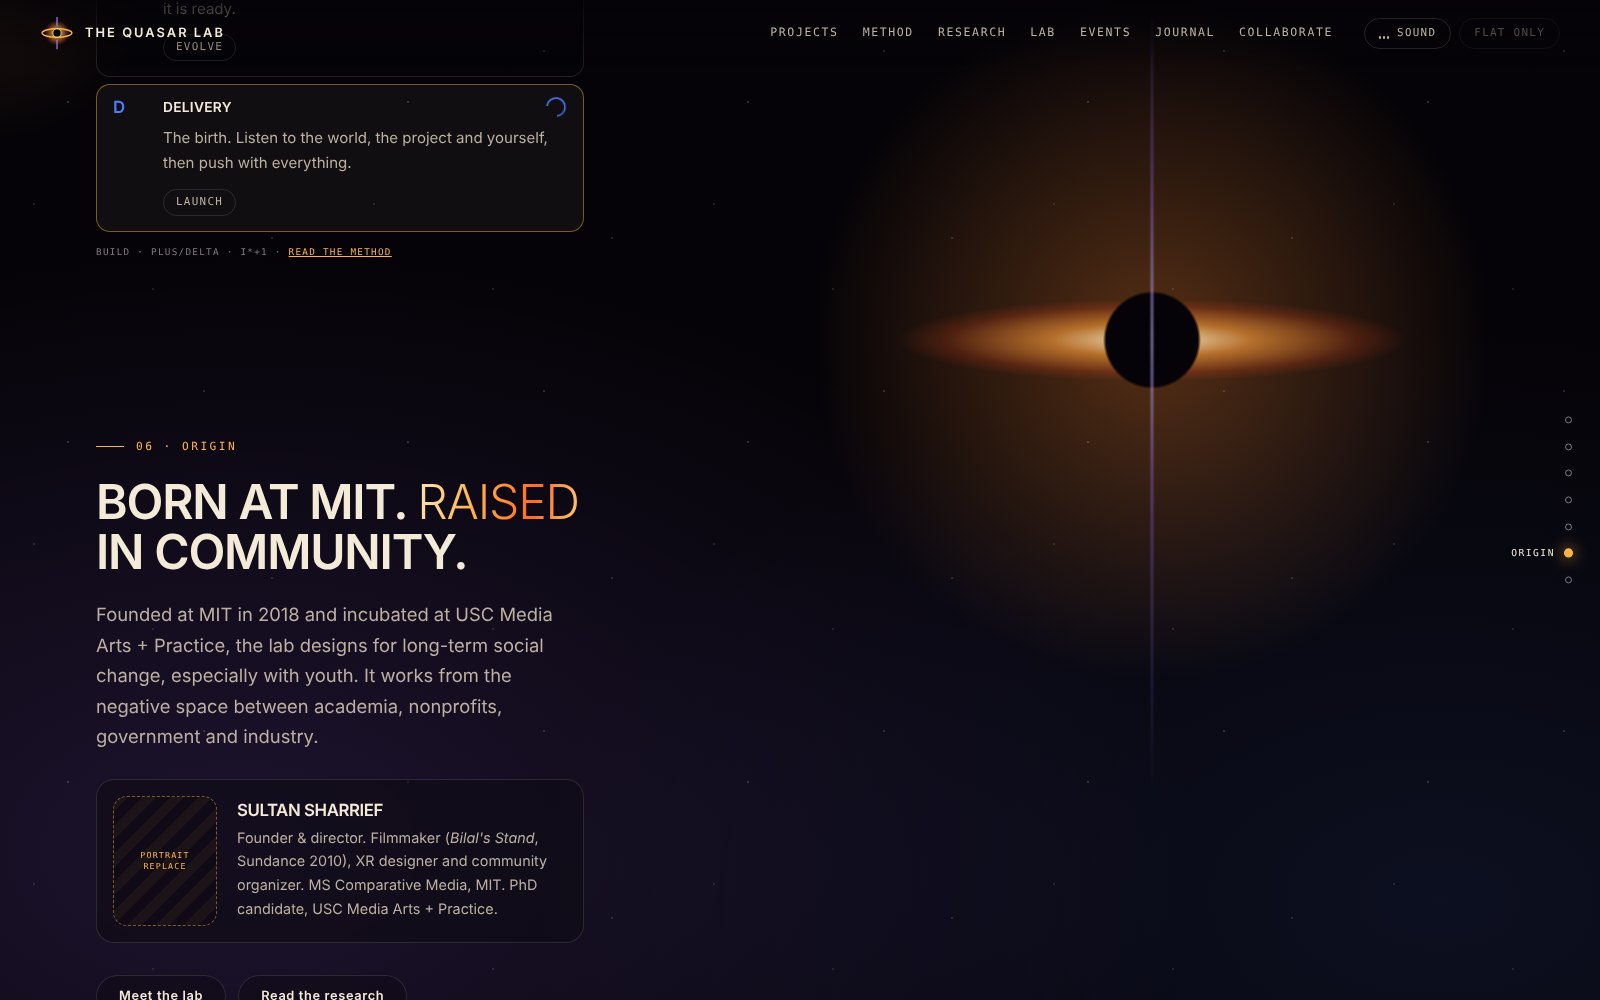 it is ready.
THE QUASAR LAB
EVOLVE
PROJECTS
METHOD
RESEARCH
LAB
EVENTS
JOURNAL
COLLABORATE
... SOUND
FLAT ONLY
D
DELIVERY
The birth. Listen to the world, the project and yourself,
then push with everything.
LAUNCH
BUILD · PLUS/DELTA · I*+1 · READ THE METHOD
06 · ORIGIN
BORN AT MIT. RAISED
IN COMMUNITY.
ORIGIN
Founded at MIT in 2018 and incubated at USC Media
Arts + Practice, the lab designs for long-term social
change, especially with youth. It works from the
negative space between academia, nonprofits,
government and industry.
PORTRAIT
REPLACE
SULTAN SHARRIEF
Founder & director. Filmmaker (Bilal's Stand,
Sundance 2010), XR designer and community
organizer. MS Comparative Media, MIT. PhD
candidate, USC Media Arts + Practice.
Meet the lab
Read the research